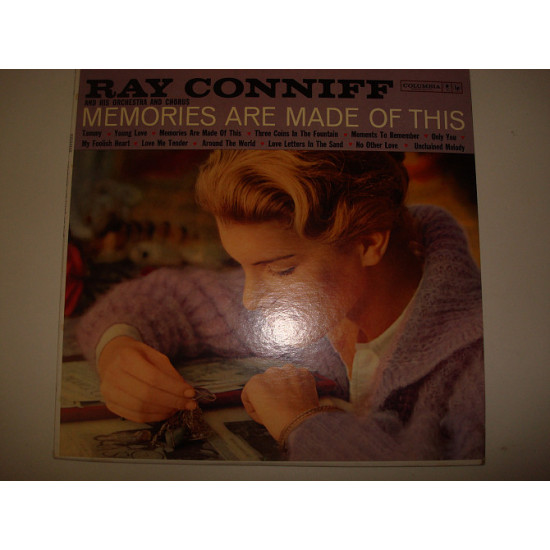 RAY CONNIFF
COLUMBIA
AND HIS ORCHESTRA AND CHORUS
MEMORIES ARE MADE OF THIS
Tammy • Young Love • Memories Are Made Of This • Three Coins In The Fountain • Moments To Remember • Only You •
My Foolish Heart • Love Me Tender • Around The World • Love Letters In The Sand • No Other Love • Unchained Melody